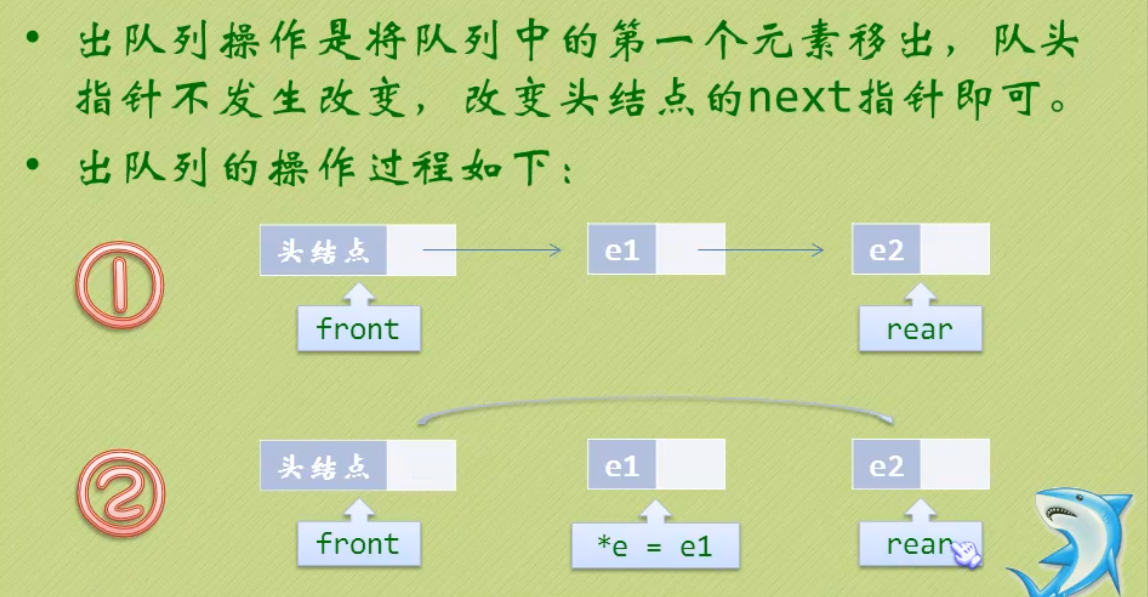 • 出队列操作是将队列中的第一个元素移出，队头
指针不发生改变，改变头结点的next指针即可。
• 出队列的操作过程如下：
①
头结点
e1
e2
front
rear
②
头结点
e1
e2
front
*e = e1
rear